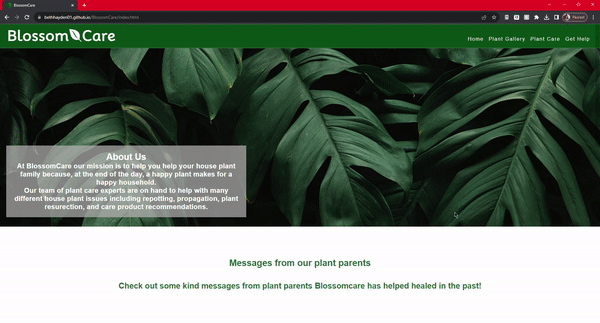 BlossomCare
bethhayden01.github.io/BlossomCare/index.html
Blossom Care
Home Plant Gallery Plant Care Get Help
About Us
At BlossomCare our mission is to help you help your house plant
family because, at the end of the day, a happy plant makes for a
happy household.
Our team of plant care experts are on hand to help with many
different house plant issues including repotting, propagation, plant
resurection, and care product recommendations.
Messages from our plant parents
Check out some kind messages from plant parents Blossomcare has helped healed in the past!